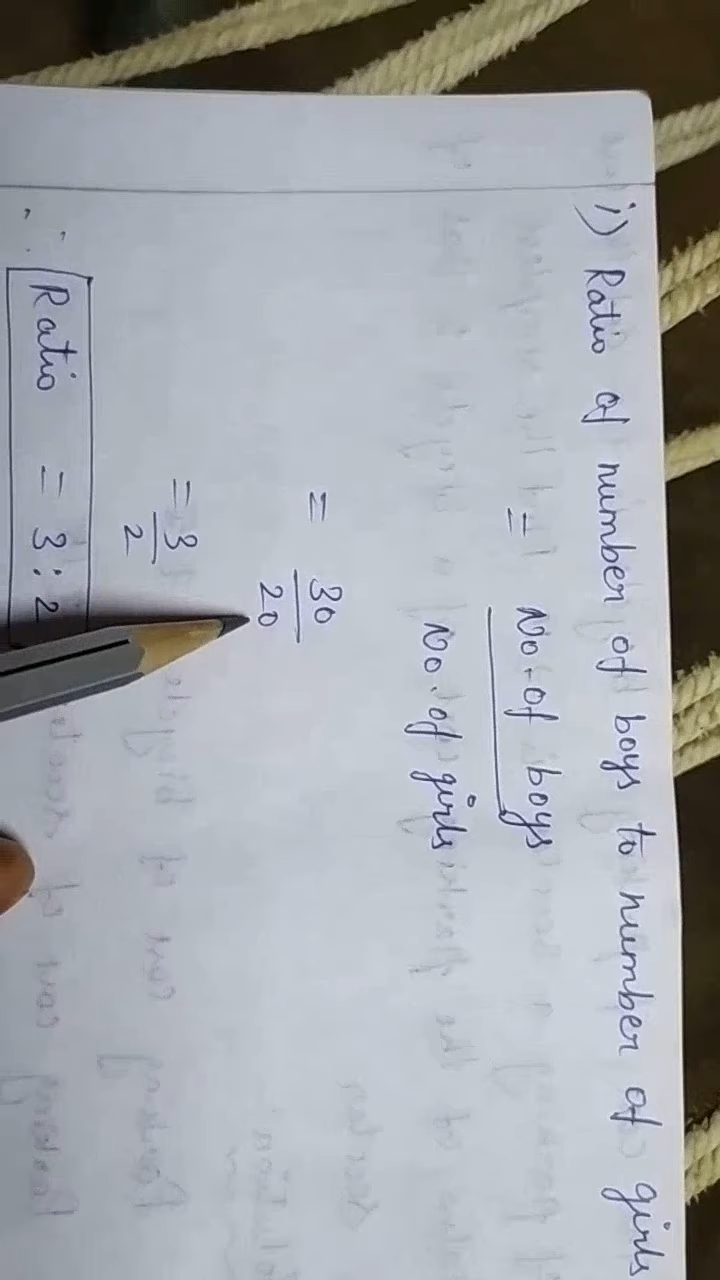 i) Ratio of number of boys to number of girls
= No. of boys
No. of girls
= 30
20
= 3
2
∴ Ratio = 3 : 2